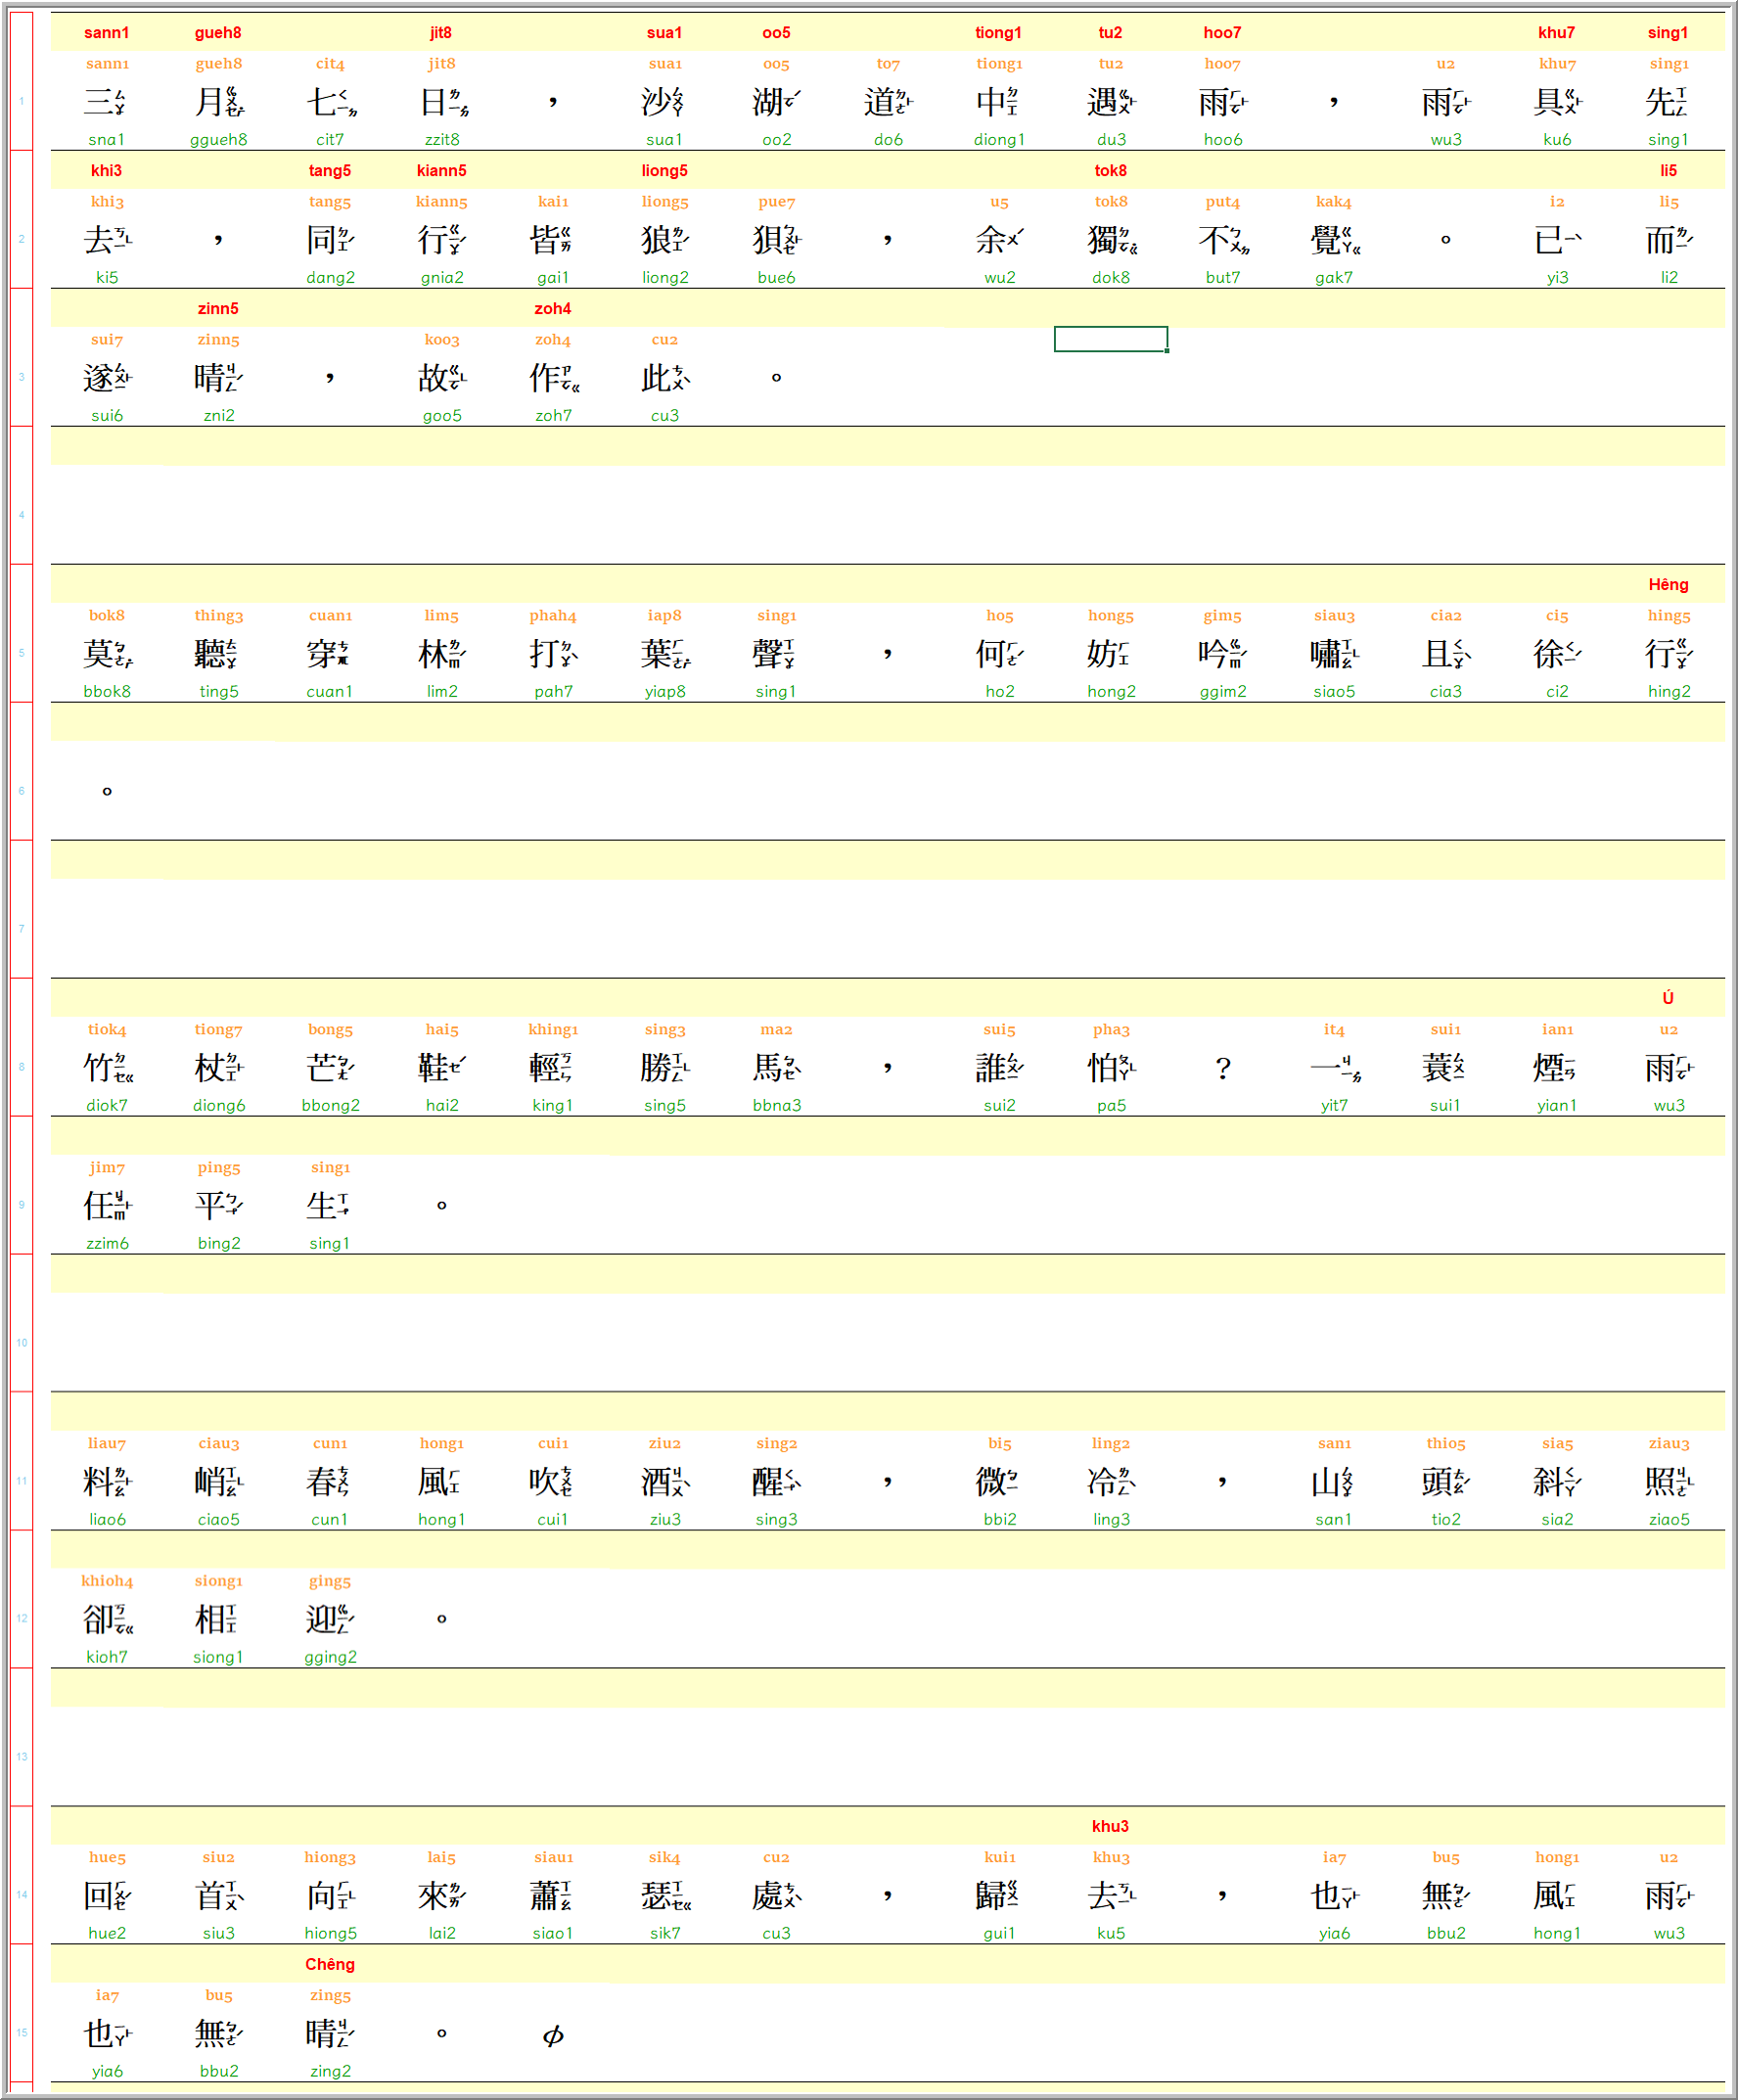 sann1 gueh8 jit8 sua1 oo5 tiong1 tu2 hoo7 khu7 sing1
sann1 gueh8 cit4 jit8 sua1 oo5 to7 tiong1 tu2 hoo7 u2 khu7 sing1
1 三 月 七 日 , 沙 湖 道 中 遇 雨 , 雨 具 先
sna1 ggueh8 cit7 zzit8 sua1 oo2 do6 diong1 du3 hoo6 wu3 ku6 sing1
khi3 tang5 kiann5 liong5 tok8 li5
khi3 tang5 kiann5 kai1 liong5 pue7 u5 tok8 put4 kak4 i2 li5
2 去 , 同 行 皆 狼 狽 , 余 獨 不 覺 。 已 而
ki5 dang2 gnia2 gai1 liong2 bue6 wu2 dok8 but7 gak7 yi3 li2
zinn5 zoh4
sui7 zinn5 koo3 zoh4 cu2
3 遂 晴 , 故 作 此 。
sui6 zni2 goo5 zoh7 cu3
4
Hêng
bok8 thing3 cuan1 lim5 phah4 iap8 sing1 ho5 hong5 gim5 siau3 cia2 ci5 hing5
5 莫 聽 穿 林 打 葉 聲 , 何 妨 吟 嘯 且 徐 行
bbok8 ting5 cuan1 lim2 pah7 yiap8 sing1 ho2 hong2 ggim2 siao5 cia3 ci2 hing2
6 。
7
Ú
tiok4 tiong7 bong5 hai5 khing1 sing3 ma2 sui5 pha3 it4 sui1 ian1 u2
8 竹 杖 芒 鞋 輕 勝 馬 , 誰 怕 ? 一 蓑 煙 雨
diok7 diong6 bbong2 hai2 king1 sing5 bbna3 sui2 pa5 yit7 sui1 yian1 wu3
jim7 ping5 sing1
9 任 平 生 。
zzim6 bing2 sing1
10
liau7 ciau3 cun1 hong1 cui1 ziu2 sing2 bi5 ling2 san1 thio5 sia5 ziau3
11 料 峭 春 風 吹 酒 醒 , 微 冷 , 山 頭 斜 照
liao6 ciao5 cun1 hong1 cui1 ziu3 sing3 bbi2 ling3 san1 tio2 sia2 ziao5
khioh4 siong1 ging5
12 卻 相 迎 。
kioh7 siong1 gging2
13
khu3
hue5 siu2 hiong3 lai5 siau1 sik4 cu2 kui1 khu3 ia7 bu5 hong1 u2
14 回 首 向 來 蕭 瑟 處 , 歸 去 , 也 無 風 雨
hue2 siu3 hiong5 lai2 siao1 sik7 cu3 gui1 ku5 yia6 bbu2 hong1 wu3
Chêng
ia7 bu5 zing5
15 也 無 晴 。 φ
yia6 bbu2 zing2